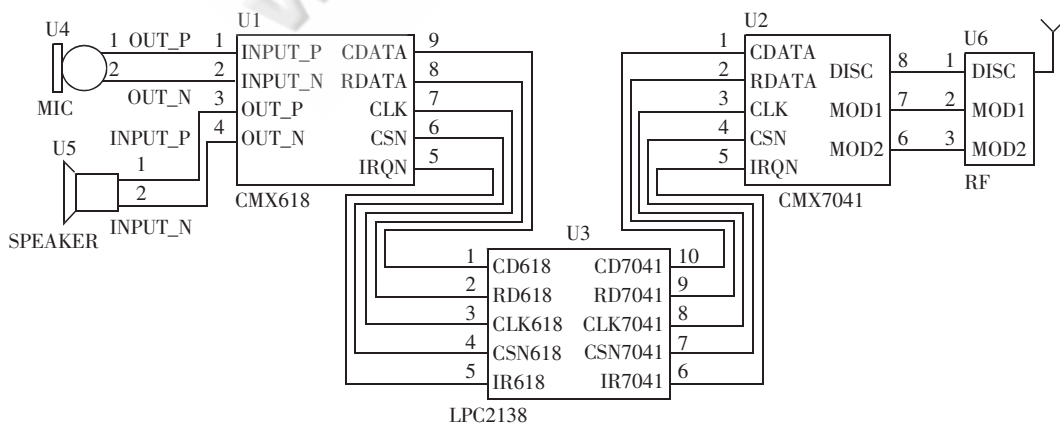 U4
1 OUT_P
2
OUT_N
MIC
U5
INPUT_P
1
2
INPUT_N
SPEAKER
U1
1 INPUT_P
2 INPUT_N
3 OUT_P
4 OUT_N
CDATA 9
RDATA 8
CLK 7
CSN 6
IRQN 5
CMX618
U3
1 CD618
2 RD618
3 CLK618
4 CSN618
5 IR618
CD7041 10
RD7041 9
CLK7041 8
CSN7041 7
IR7041 6
LPC2138
U2
1 CDATA
2 RDATA
3 CLK
4 CSN
5 IRQN
DISC 8
MOD1 7
MOD2 6
CMX7041
U6
1 DISC
2 MOD1
3 MOD2
RF